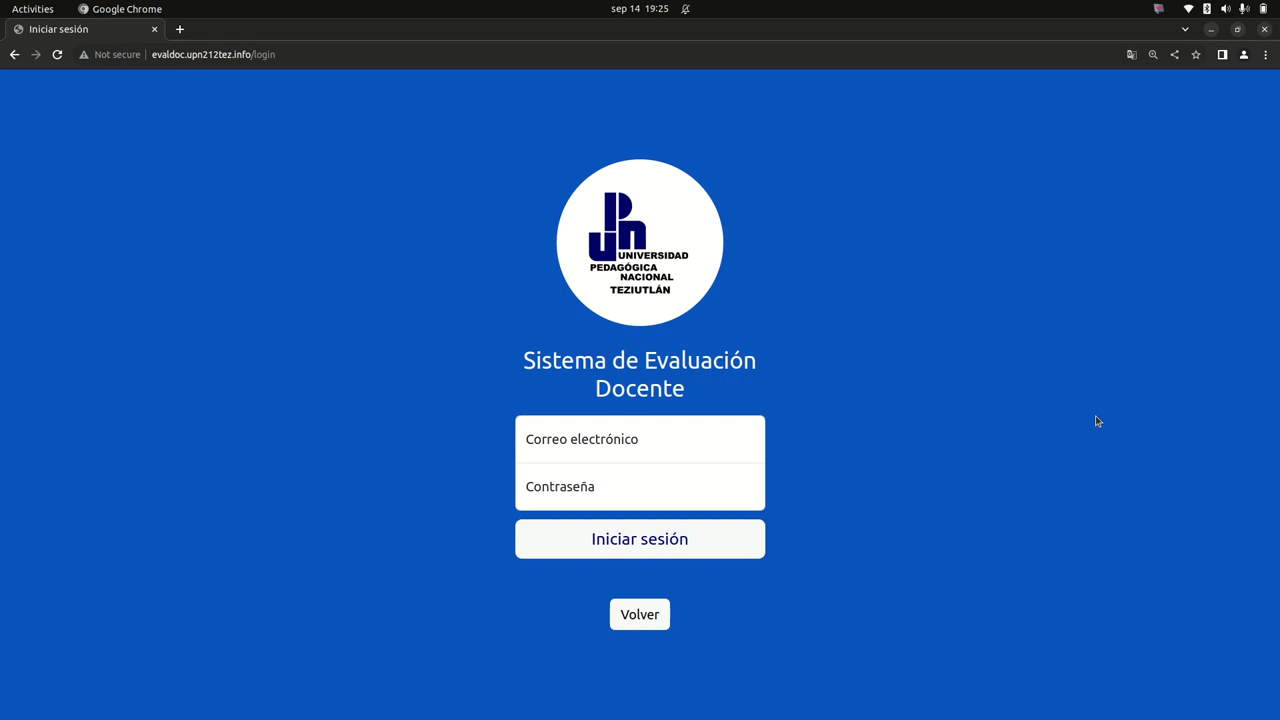 Activities
Google Chrome
sep 14 19:25
Iniciar sesión
Not secure
evaldoc.upn212tez.info/login
UNIVERSIDAD
PEDAGÓGICA
NACIONAL
TEZIUTLÁN
Sistema de Evaluación
Docente
Correo electrónico
Contraseña
Iniciar sesión
Volver